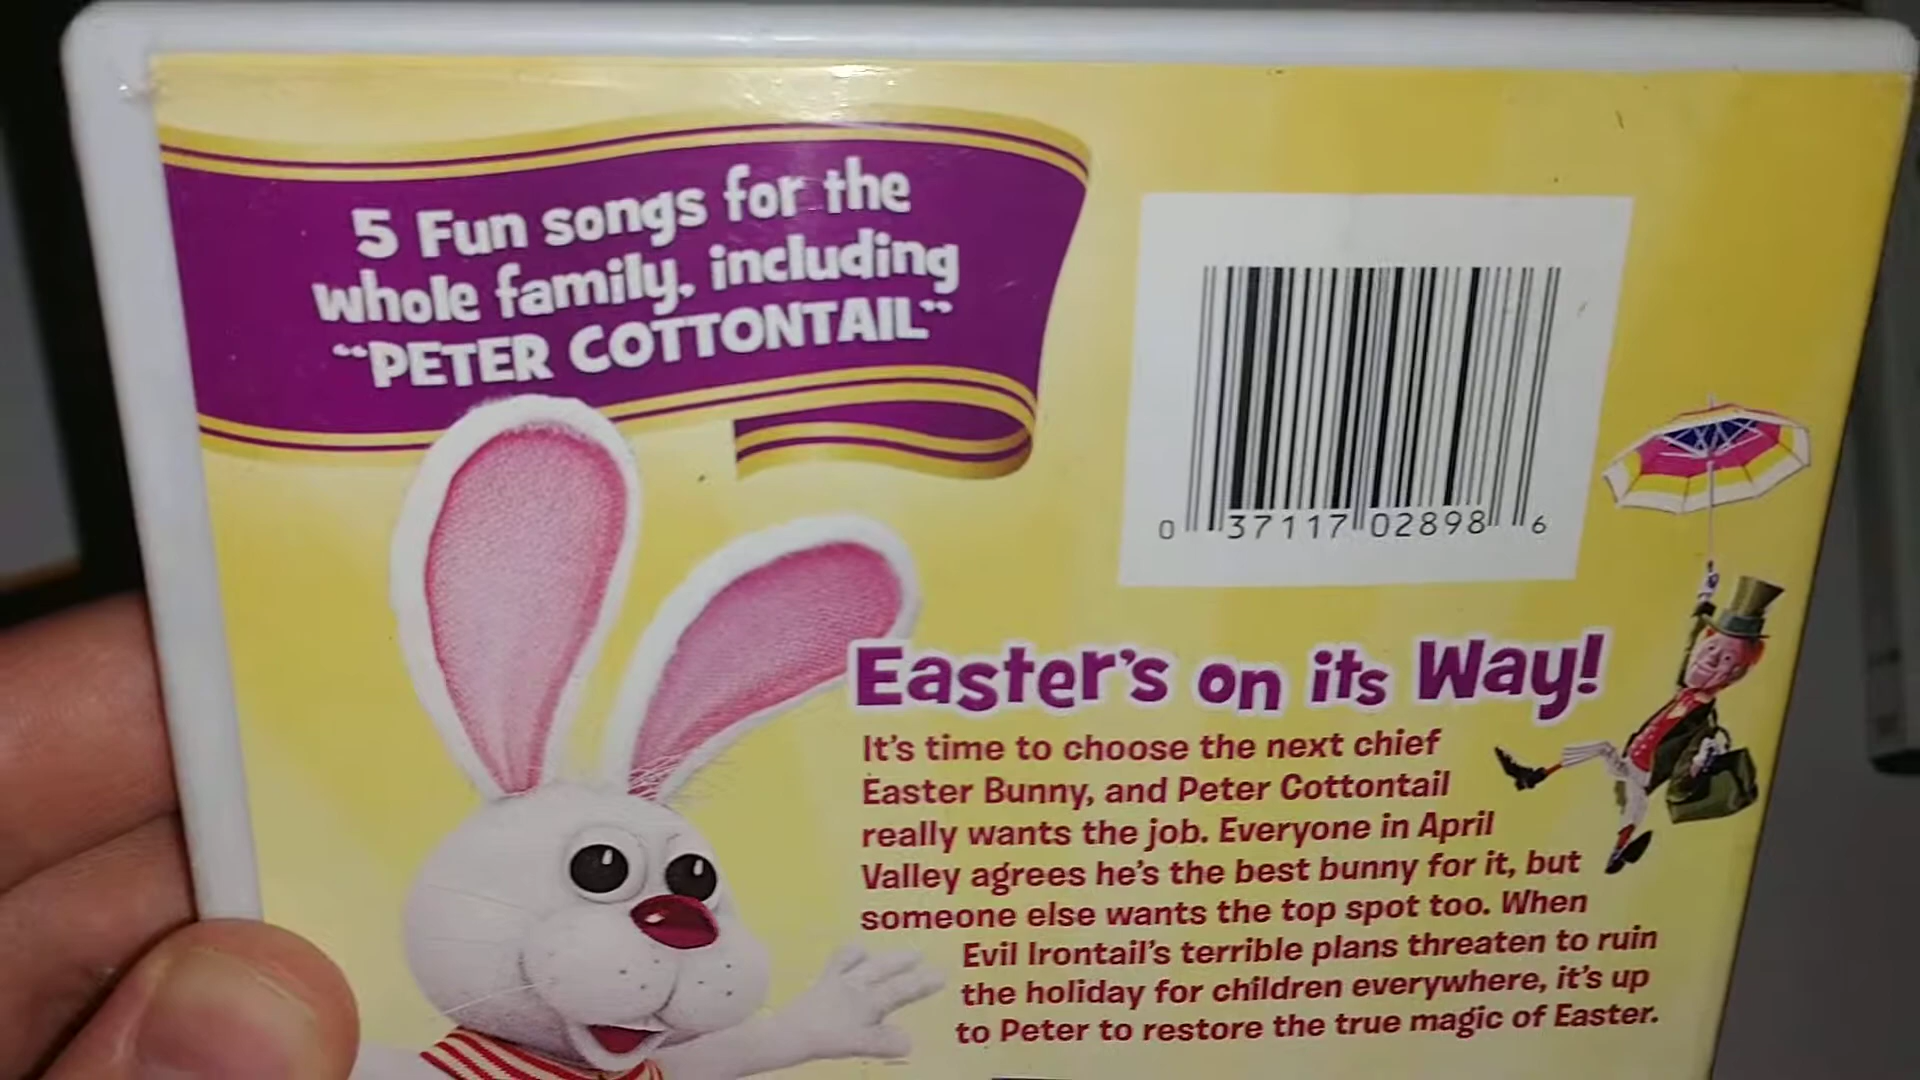 5 Fun songs for the
whole family, including
"PETER COTTONTAIL"
0 37117 02898 6
Easter's on its Way!
It's time to choose the next chief
Easter Bunny, and Peter Cottontail
really wants the job. Everyone in April
Valley agrees he's the best bunny for it, but
someone else wants the top spot too. When
Evil Irontail's terrible plans threaten to ruin
the holiday for children everywhere, it's up
to Peter to restore the true magic of Easter.